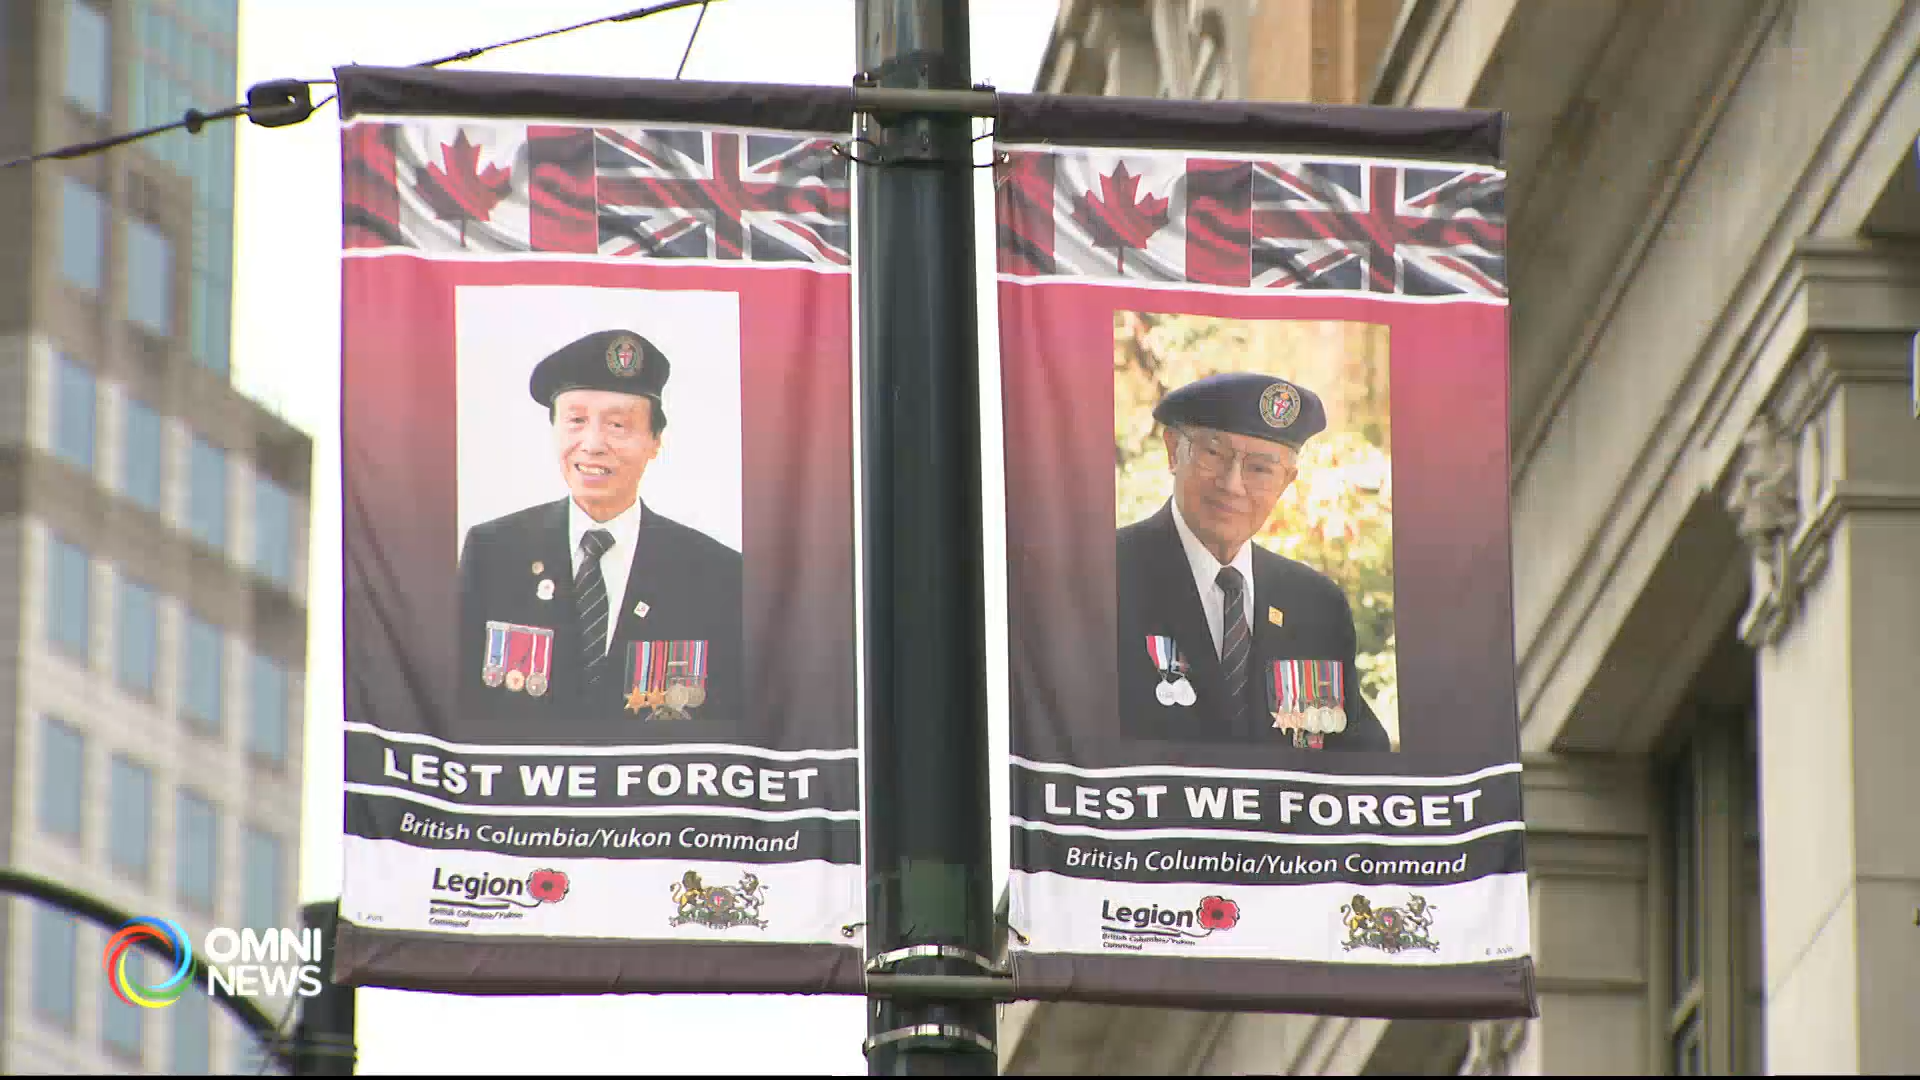 LEST WE FORGET
British Columbia/Yukon Command
Legion
British Columbia/Yukon
Command
LEST WE FORGET
British Columbia/Yukon Command
Legion
British Columbia/Yukon
Command
OMNI
NEWS